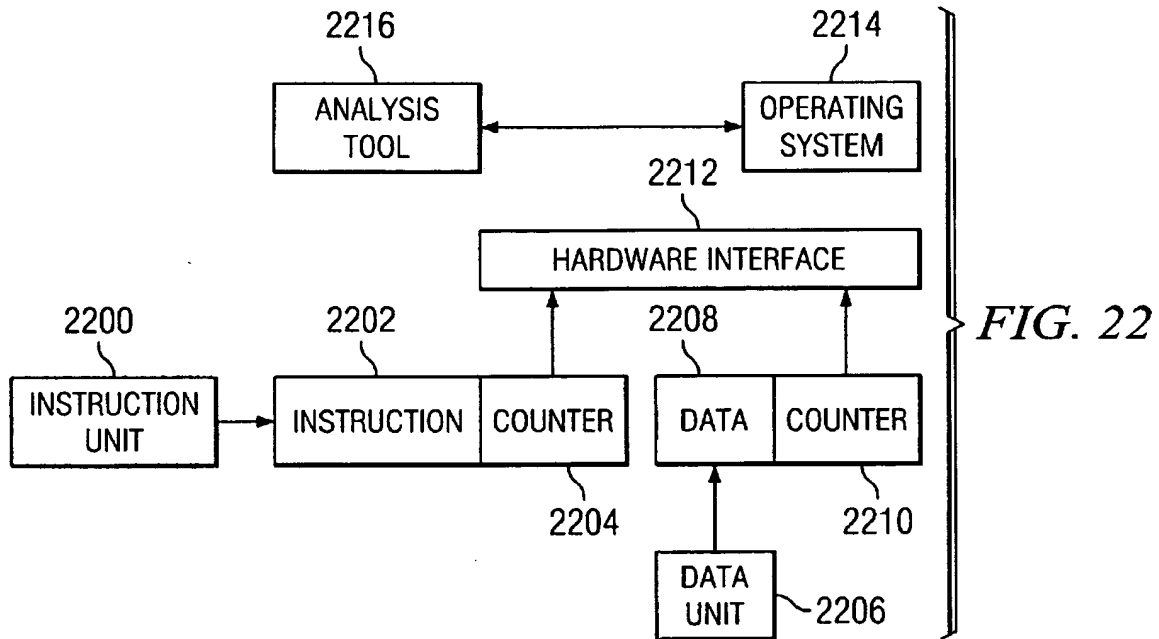 2216
2214
ANALYSIS
TOOL
OPERATING
SYSTEM
2212
HARDWARE INTERFACE
2200
2202
2208
INSTRUCTION
UNIT
INSTRUCTION
COUNTER
DATA
COUNTER
2204
2210
DATA
UNIT
2206
FIG. 22